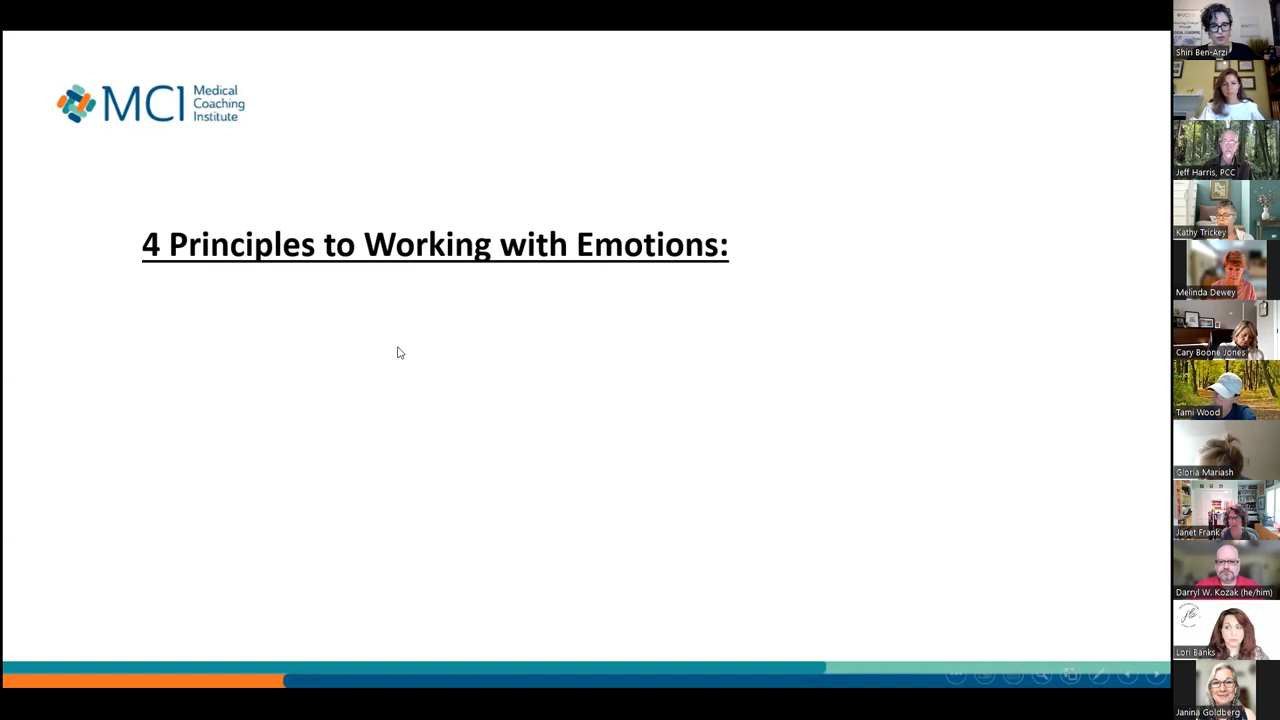 MCI Medical
Coaching
Institute
4 Principles to Working with Emotions:
Shiri Ben-Arzi
Jeff Harris, PCC
Kathy Trickey
Melinda Dewey
Cary Boone Jones
Tami Wood
Gloria Mariash
Janet Frank
Darryl W. Kozak (he/him)
Lori Banks
Janina Goldberg